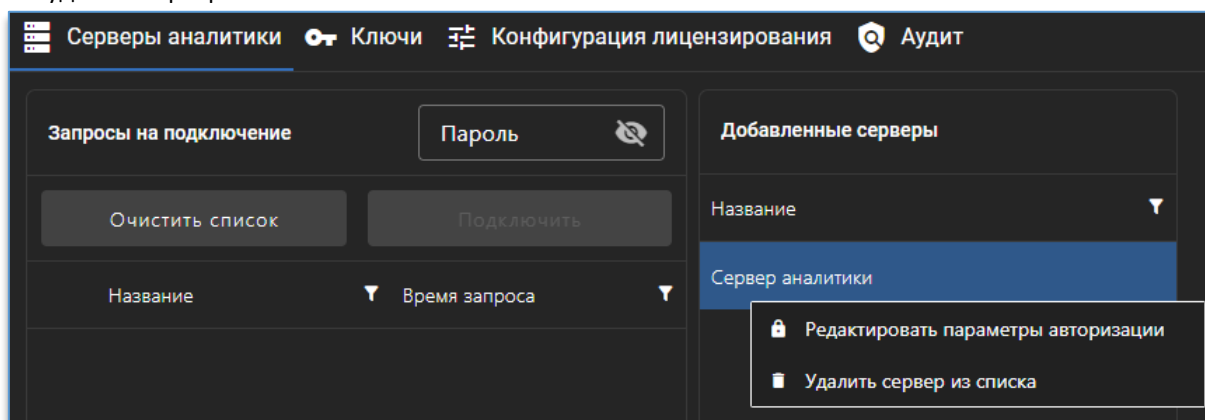 Серверы аналитики Ключи Конфигурация лицензирования Аудит
Запросы на подключение Пароль Добавленные серверы
Очистить список Подключить Название
Название Время запроса Сервер аналитики
Редактировать параметры авторизации
Удалить сервер из списка